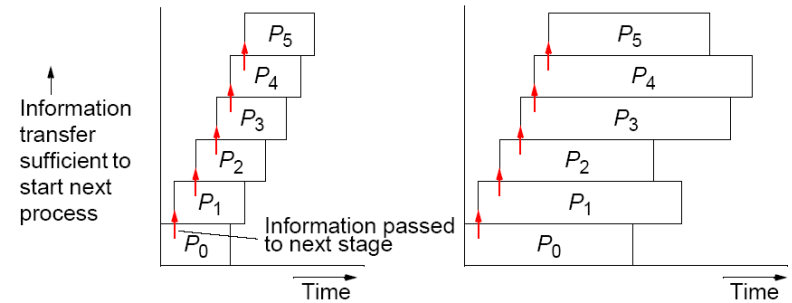 P5
P4
P3
P2
P1
P0
Information
transfer
sufficient to
start next
process
Information passed
to next stage
Time
P5
P4
P3
P2
P1
P0
Time